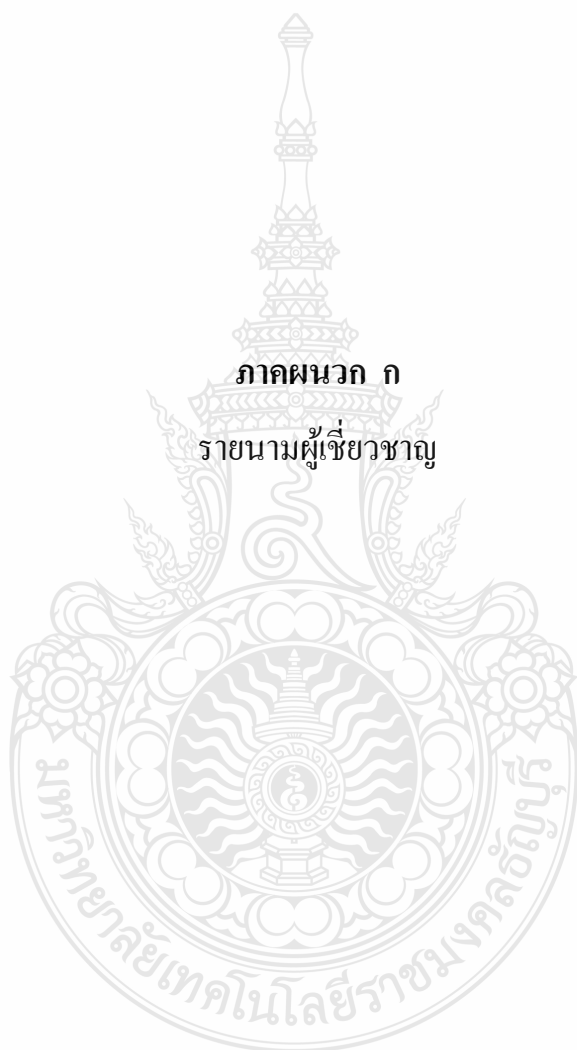 ภาคผนวก ก
รายนามผู้เชี่ยวชาญ
มหาวิทยาลัยเทคโนโลยีราชมงคลธัญบุรี